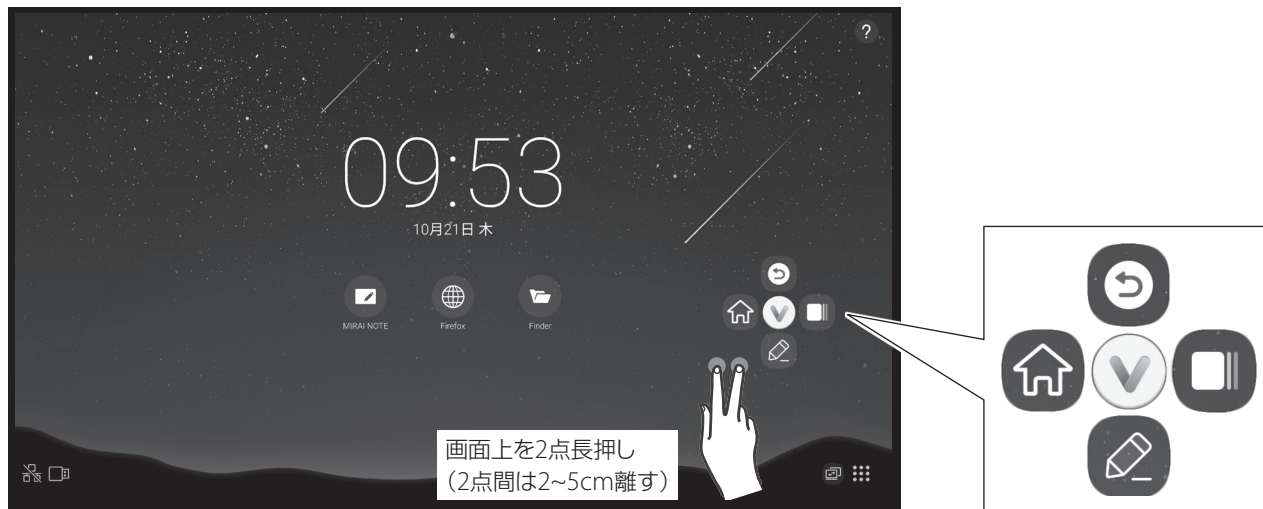 ?
09:53
10月21日 木
MIRAI NOTE
Firefox
Finder
画面上を2点長押し
（2点間は2~5cm離す）